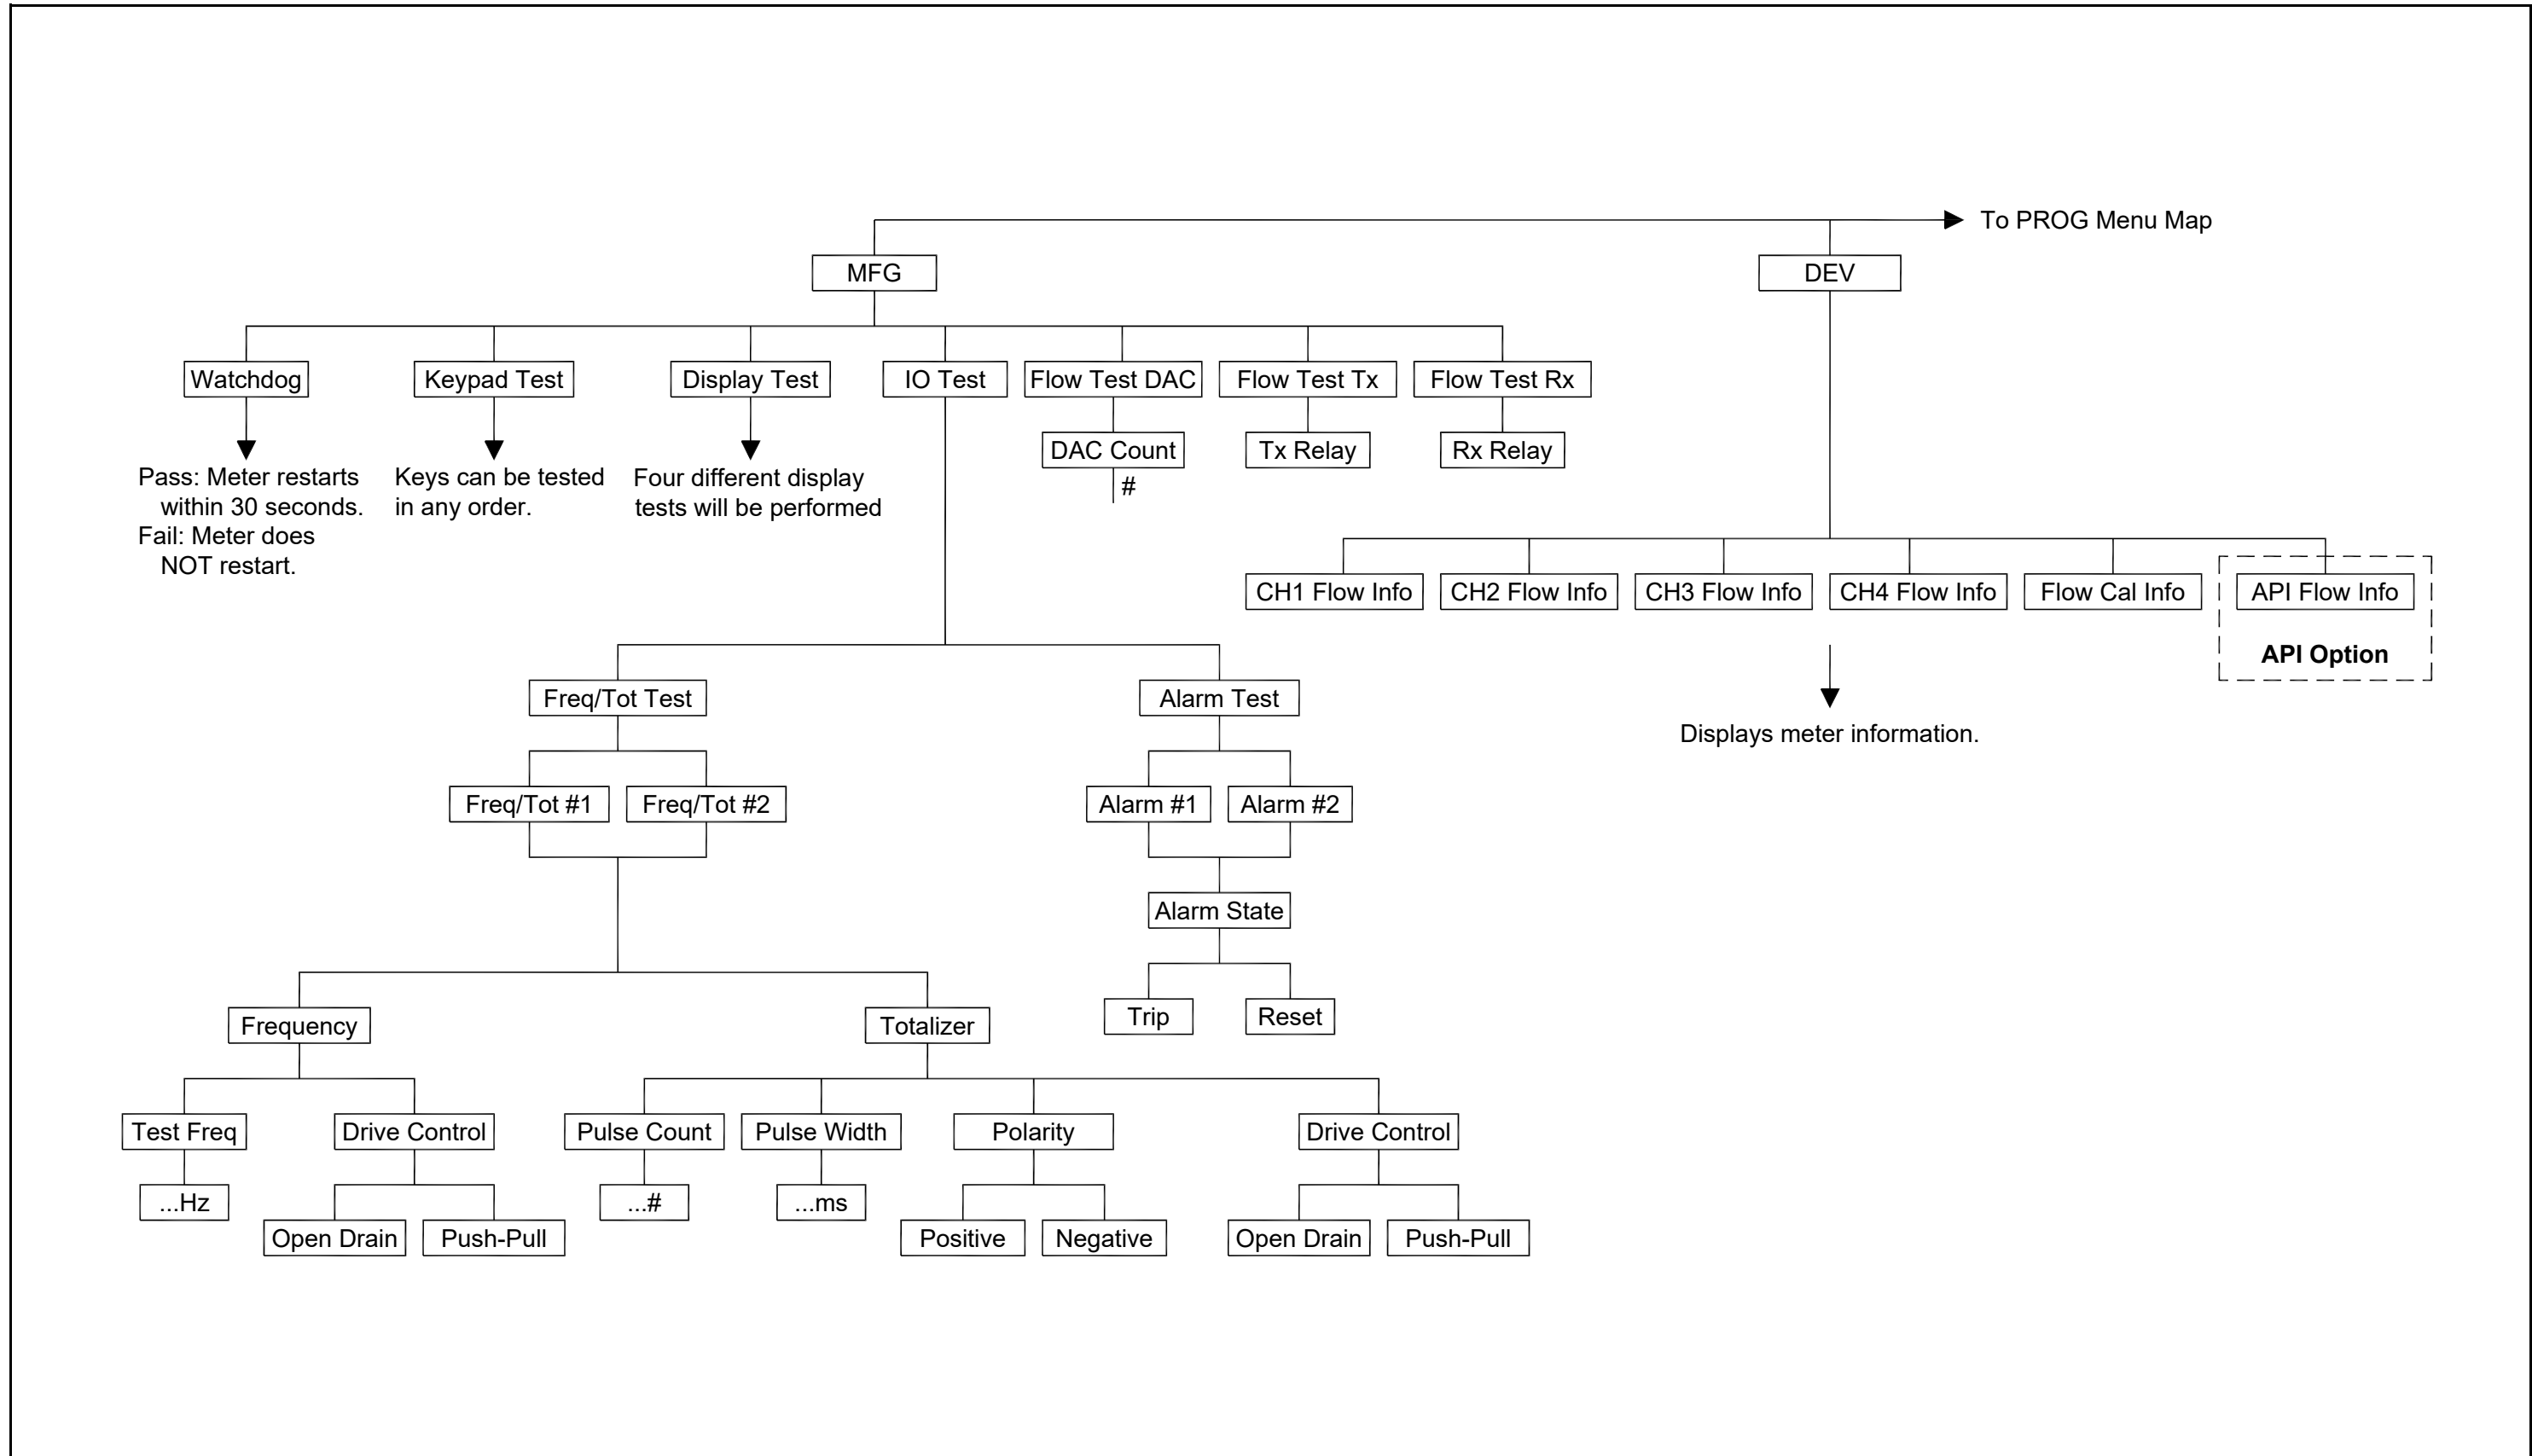 To PROG Menu Map
MFG
DEV
Watchdog
Keypad Test
Display Test
IO Test
Flow Test DAC
Flow Test Tx
Flow Test Rx
DAC Count
Tx Relay
Rx Relay
#
Pass: Meter restarts
within 30 seconds.
Fail: Meter does
NOT restart.
Keys can be tested
in any order.
Four different display
tests will be performed
CH1 Flow Info
CH2 Flow Info
CH3 Flow Info
CH4 Flow Info
Flow Cal Info
API Flow Info
API Option
Displays meter information.
Freq/Tot Test
Alarm Test
Freq/Tot #1
Freq/Tot #2
Alarm #1
Alarm #2
Alarm State
Trip
Reset
Frequency
Totalizer
Test Freq
Drive Control
Pulse Count
Pulse Width
Polarity
Drive Control
...Hz
...#
...ms
Open Drain
Push-Pull
Positive
Negative
Open Drain
Push-Pull